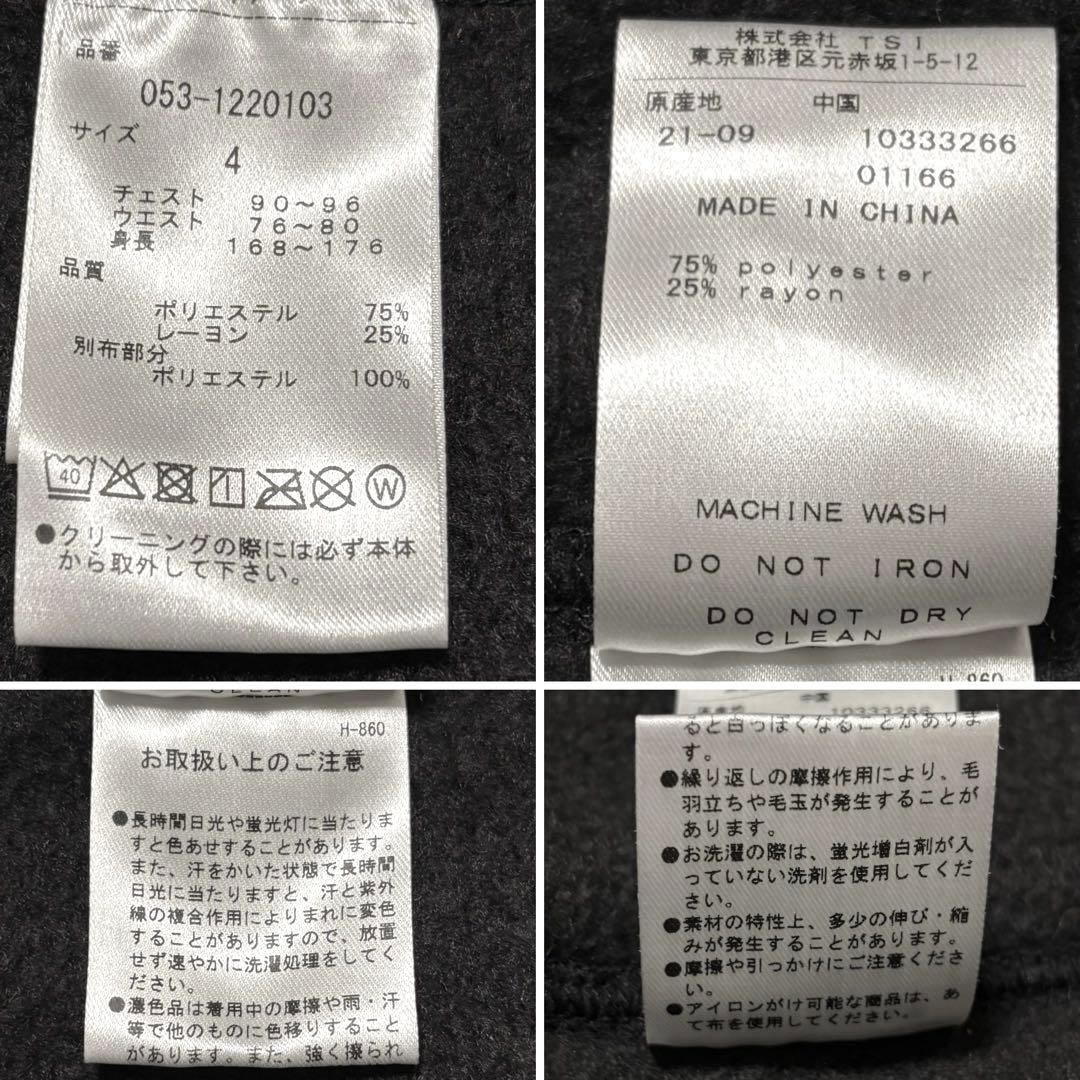 品番
053-1220103
サイズ
4
チェスト 90～96
ウエスト 76～80
身長 168～176
品質
ポリエステル 75%
レーヨン 25%
別布部分
ポリエステル 100%
40
W
●クリーニングの際には必ず本体
から取外して下さい。
株式会社 TSI
東京都港区元赤坂1-5-12
原産地 中国
21-09 10333266
01166
MADE IN CHINA
75% polyester
25% rayon
MACHINE WASH
DO NOT IRON
DO NOT DRY
CLEAN
H-860
CLEAN
H-860
お取扱い上のご注意
●長時間日光や蛍光灯に当たりま
すと色あせすることがあります。
また、汗をかいた状態で長時間
日光に当たりますと、汗と紫外
線の複合作用によりまれに変色
することがありますので、放置
せず速やかに洗濯処理をしてく
ださい。
●濃色品は着用中の摩擦や雨・汗
等で他のものに色移りすること
があります。また、強く擦られ
原産地 中国 10333266
ると白っぽくなることがありま
す。
●繰り返しの摩擦作用により、毛
羽立ちや毛玉が発生することが
あります。
●お洗濯の際は、蛍光増白剤が入
っていない洗剤を使用してくだ
さい。
●素材の特性上、多少の伸び・縮
みが発生することがあります。
●摩擦や引っかけにご注意くださ
い。
●アイロンがけ可能な商品は、あ
て布を使用してください。